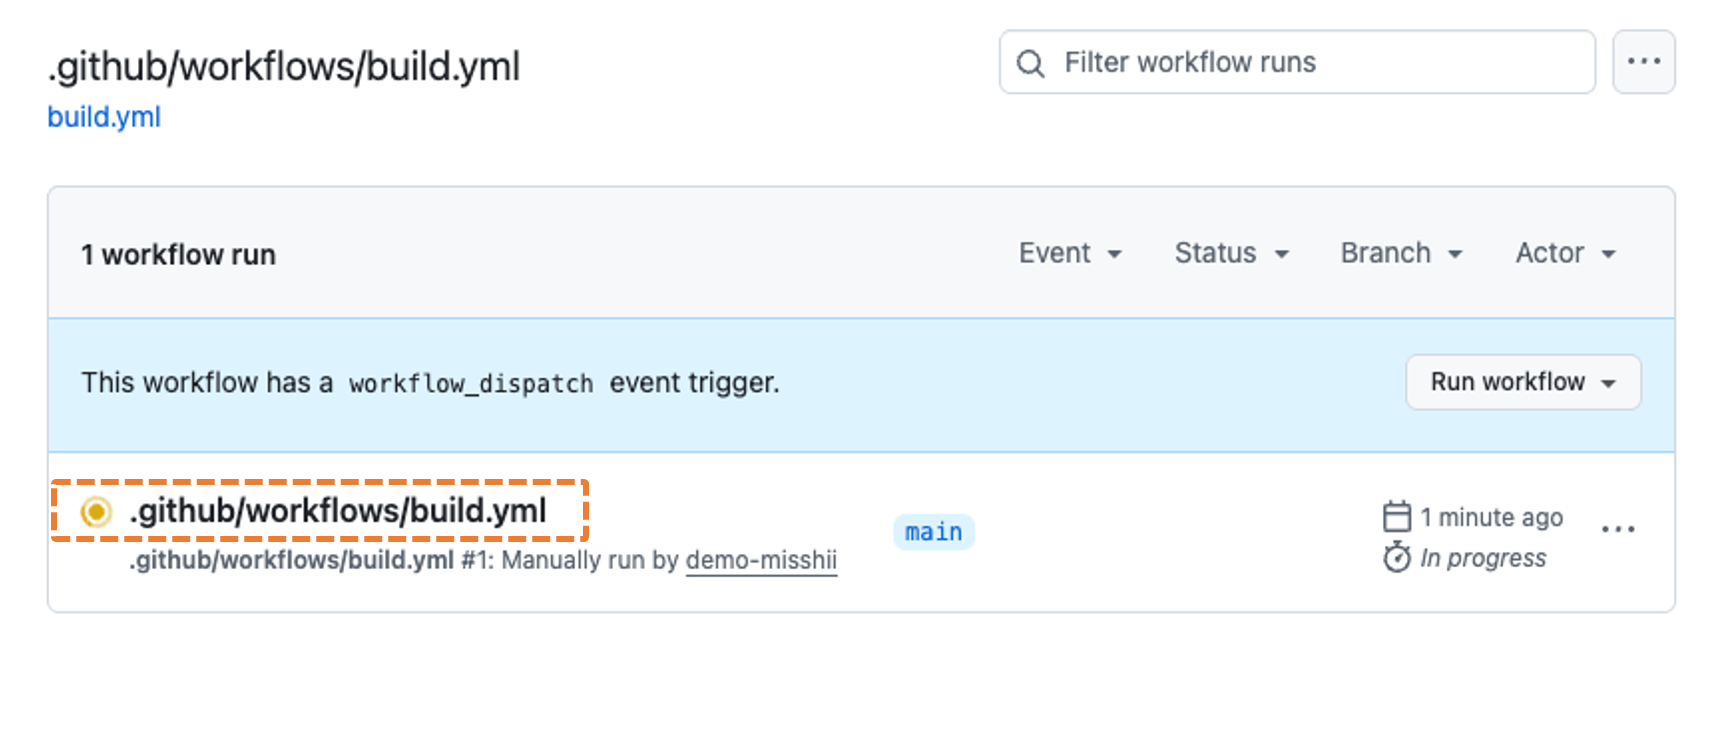 .github/workflows/build.yml
build.yml
Filter workflow runs
1 workflow run
Event Status Branch Actor
This workflow has a workflow_dispatch event trigger.
Run workflow
.github/workflows/build.yml
.github/workflows/build.yml #1: Manually run by demo-misshii
main
1 minute ago
In progress